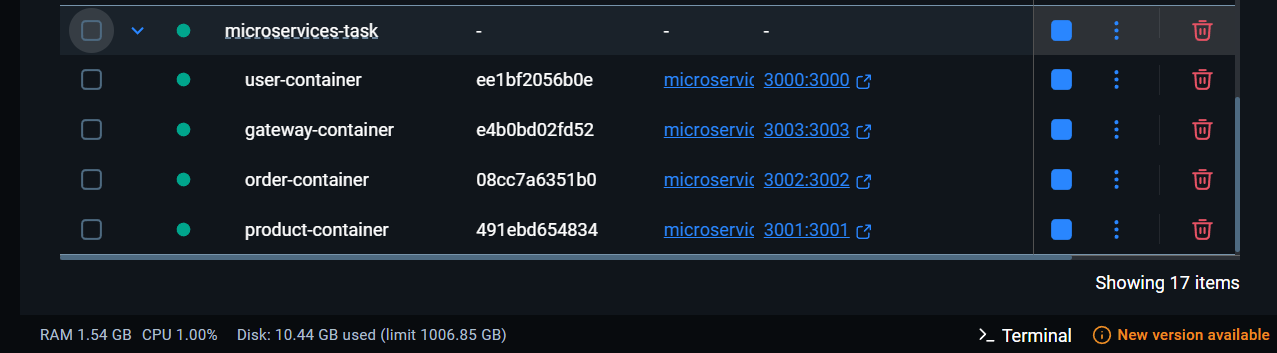 microservices-task - - -
user-container ee1bf2056b0e microservic 3000:3000
gateway-container e4b0bd02fd52 microservic 3003:3003
order-container 08cc7a6351b0 microservic 3002:3002
product-container 491ebd654834 microservic 3001:3001
Showing 17 items
RAM 1.54 GB CPU 1.00% Disk: 10.44 GB used (limit 1006.85 GB) >_ Terminal New version available